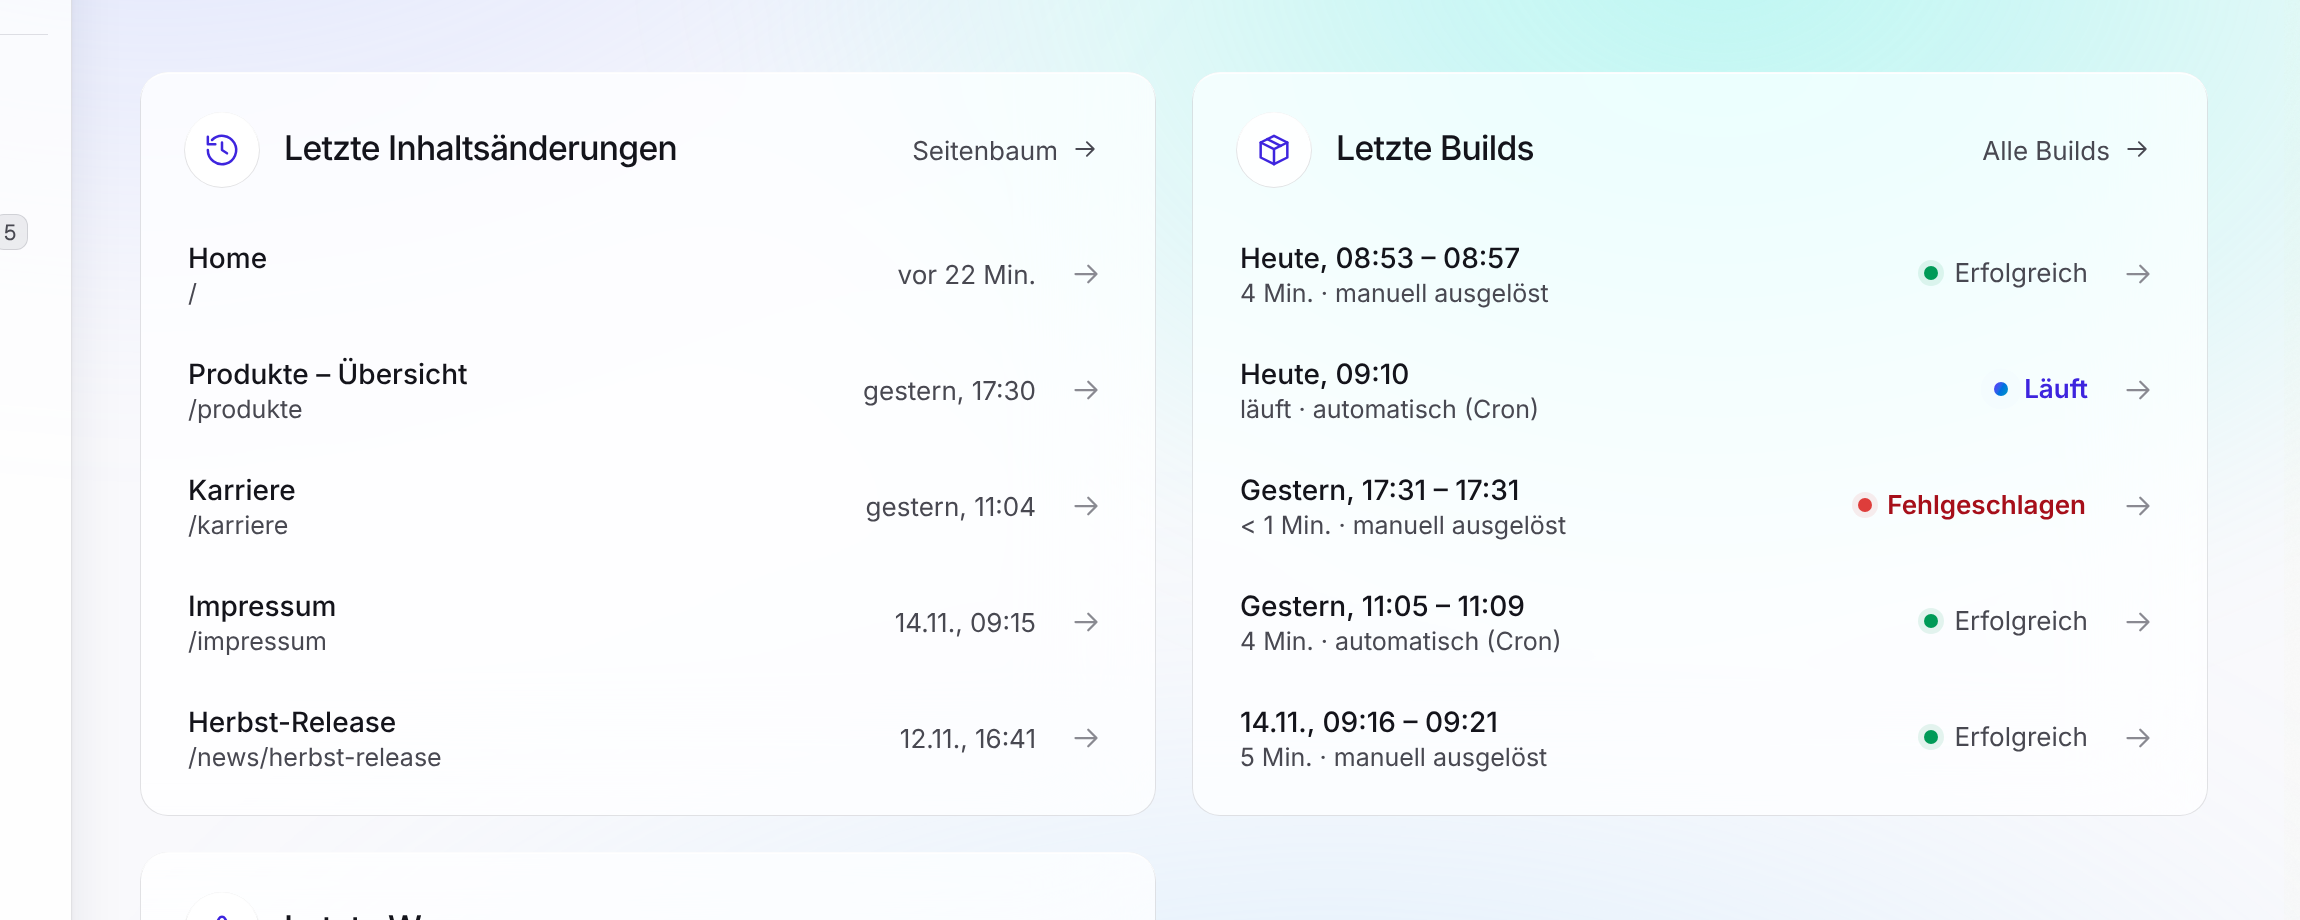 5
Letzte Inhaltsänderungen
Seitenbaum →
Home
/
vor 22 Min. →
Produkte – Übersicht
/produkte
gestern, 17:30 →
Karriere
/karriere
gestern, 11:04 →
Impressum
/impressum
14.11., 09:15 →
Herbst-Release
/news/herbst-release
12.11., 16:41 →
Letzte Builds
Alle Builds →
Heute, 08:53 – 08:57
4 Min. · manuell ausgelöst
Erfolgreich →
Heute, 09:10
läuft · automatisch (Cron)
Läuft →
Gestern, 17:31 – 17:31
< 1 Min. · manuell ausgelöst
Fehlgeschlagen →
Gestern, 11:05 – 11:09
4 Min. · automatisch (Cron)
Erfolgreich →
14.11., 09:16 – 09:21
5 Min. · manuell ausgelöst
Erfolgreich →